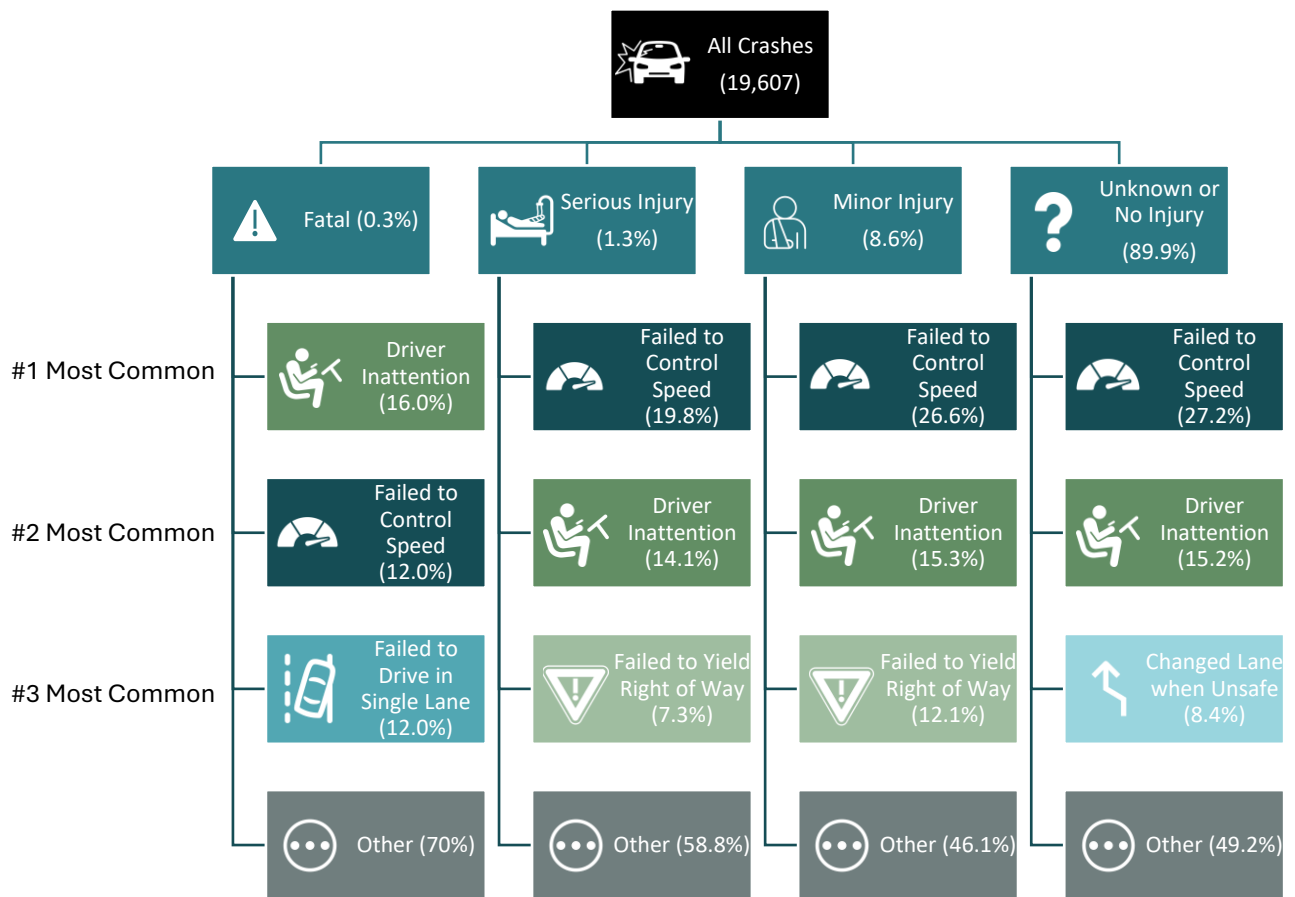 All Crashes
(19,607)
Fatal (0.3%)
Serious Injury
(1.3%)
Minor Injury
(8.6%)
Unknown or
No Injury
(89.9%)
#1 Most Common
Driver
Inattention
(16.0%)
Failed to
Control
Speed
(19.8%)
Failed to
Control
Speed
(26.6%)
Failed to
Control
Speed
(27.2%)
#2 Most Common
Failed to
Control
Speed
(12.0%)
Driver
Inattention
(14.1%)
Driver
Inattention
(15.3%)
Driver
Inattention
(15.2%)
#3 Most Common
Failed to
Drive in
Single Lane
(12.0%)
Failed to Yield
Right of Way
(7.3%)
Failed to Yield
Right of Way
(12.1%)
Changed Lane
when Unsafe
(8.4%)
Other (70%)
Other (58.8%)
Other (46.1%)
Other (49.2%)